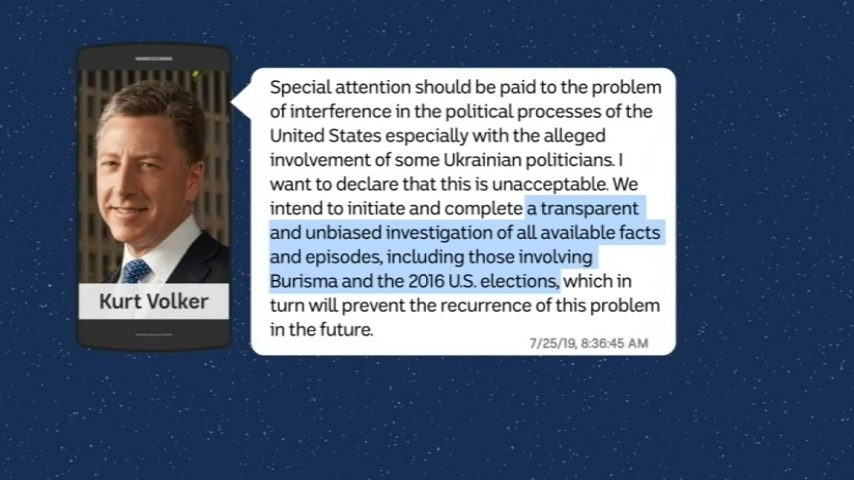 Special attention should be paid to the problem
of interference in the political processes of the
United States especially with the alleged
involvement of some Ukrainian politicians. I
want to declare that this is unacceptable. We
intend to initiate and complete a transparent
and unbiased investigation of all available facts
and episodes, including those involving
Burisma and the 2016 U.S. elections, which in
turn will prevent the recurrence of this problem
in the future.
7/25/19, 8:36:45 AM
Kurt Volker